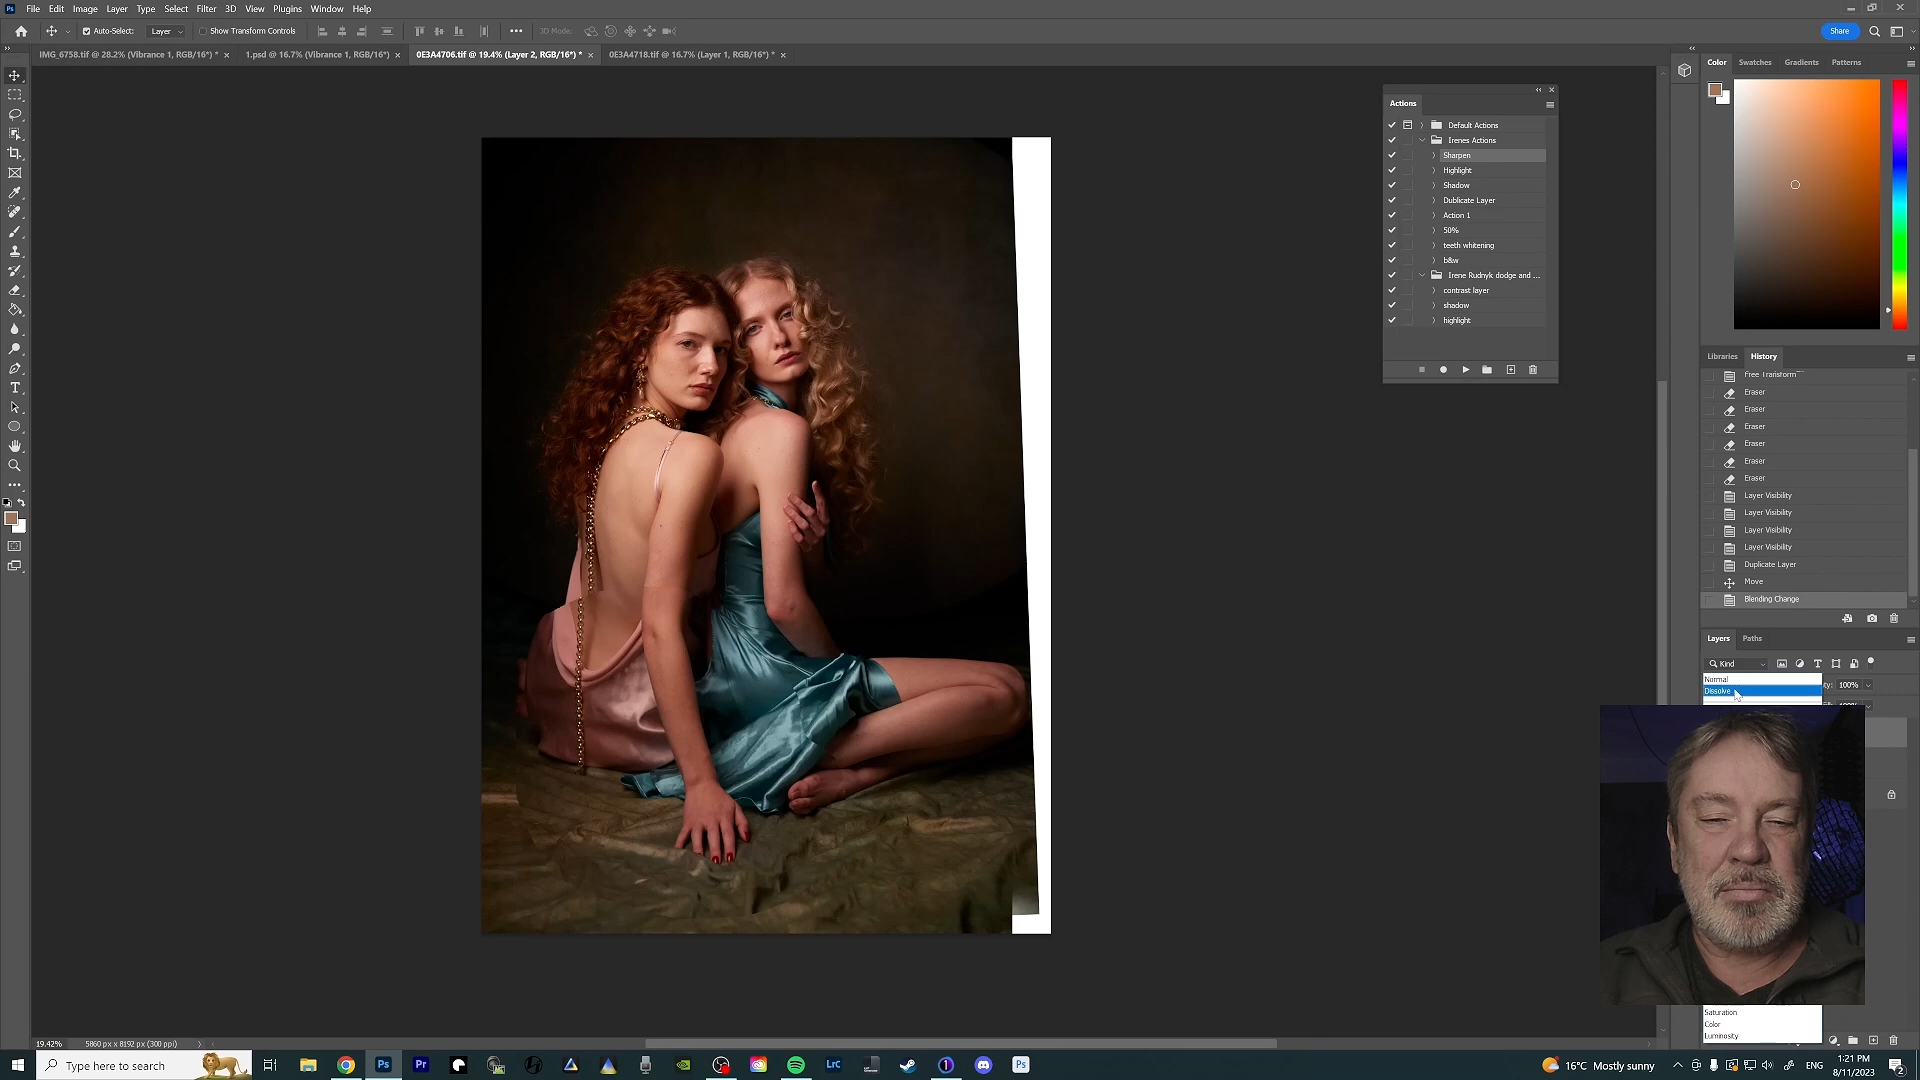 File Edit Image Layer Type Select Filter 3D View Plugins Window Help
Auto-Select: Layer Show Transform Controls 3D Mode: Share
IMG_6758.tif @ 28.2% (Vibrance 1, RGB/16*) * 1.psd @ 16.7% (Vibrance 1, RGB/16*) 0E3A4706.tif @ 19.4% (Layer 2, RGB/16*) * 0E3A4718.tif @ 16.7% (Layer 1, RGB/16*) *
Color Swatches Gradients Patterns
Actions
Default Actions
Irenes Actions
Sharpen
Highlight
Shadow
Dublicate Layer
Action 1
50%
teeth whitening
b&w
Irene Rudnyk dodge and ...
contrast layer
shadow
highlight
Libraries History
Free Transform
Eraser
Eraser
Eraser
Eraser
Eraser
Eraser
Layer Visibility
Layer Visibility
Layer Visibility
Layer Visibility
Duplicate Layer
Move
Blending Change
Layers Paths
Kind
Normal
Dissolve
100%
Saturation
Color
Luminosity
19.42% 5860 px x 8192 px (300 ppi)
Type here to search
16°C Mostly sunny
ENG
1:21 PM
8/11/2023